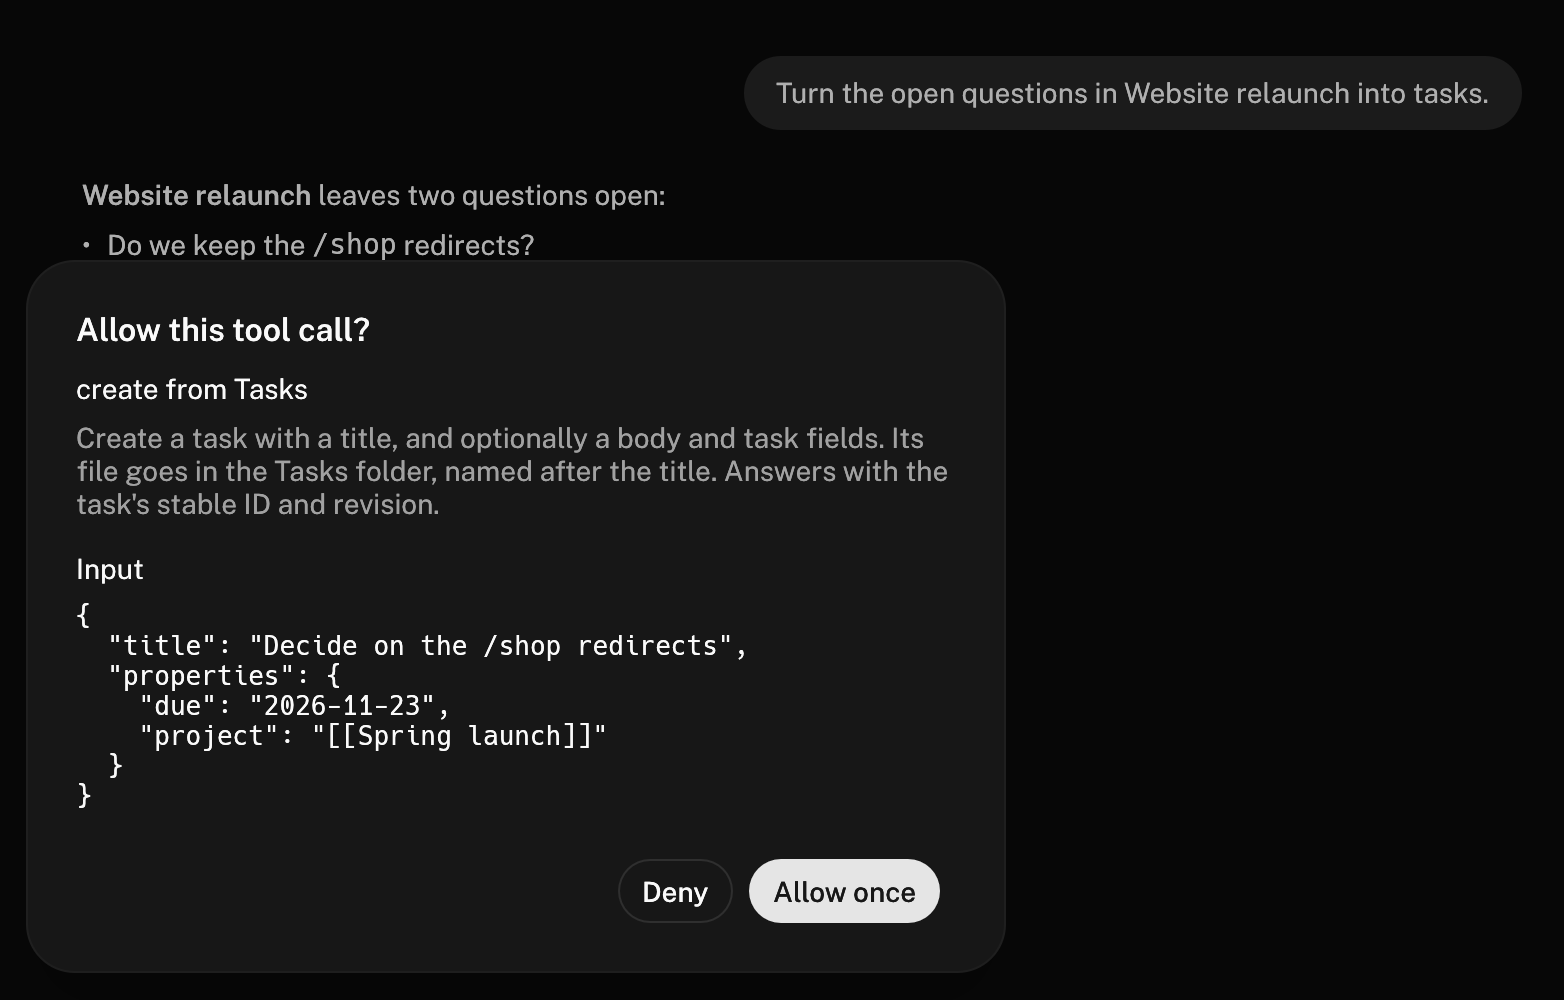 Turn the open questions in Website relaunch into tasks.
Website relaunch leaves two questions open:
• Do we keep the /shop redirects?
Allow this tool call?
create from Tasks
Create a task with a title, and optionally a body and task fields. Its
file goes in the Tasks folder, named after the title. Answers with the
task's stable ID and revision.
Input
{
  "title": "Decide on the /shop redirects",
  "properties": {
    "due": "2026-11-23",
    "project": "[[Spring launch]]"
  }
}
Deny
Allow once